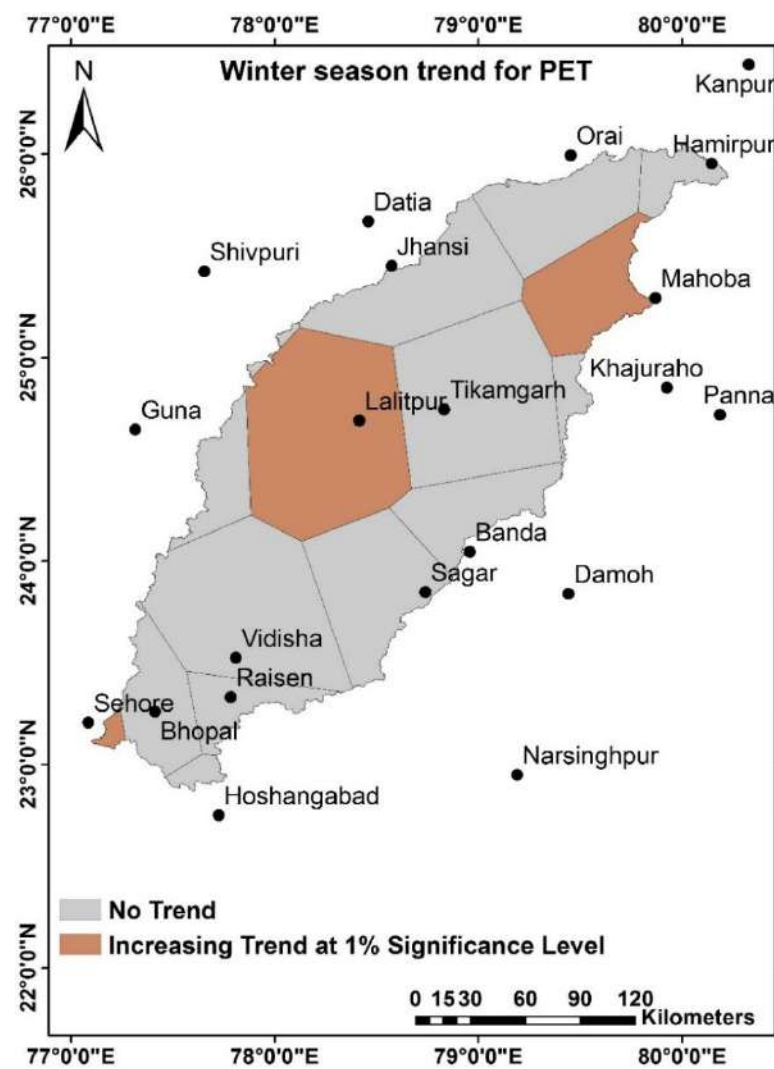 77°0'0"E 78°0'0"E 79°0'0"E 80°0'0"E
N
Winter season trend for PET
Kanpur
Orai
Hamirpur
26°0'0"N
Datia
Shivpuri
Jhansi
Mahoba
25°0'0"N
Khajuraho
Tikamgarh
Panna
Lalitpur
Guna
Banda
24°0'0"N
Sagar
Damoh
Vidisha
Raisen
Sehore
Bhopal
23°0'0"N
Narsinghpur
Hoshangabad
No Trend
Increasing Trend at 1% Significance Level
22°0'0"N
0 15 30 60 90 120
Kilometers
77°0'0"E 78°0'0"E 79°0'0"E 80°0'0"E